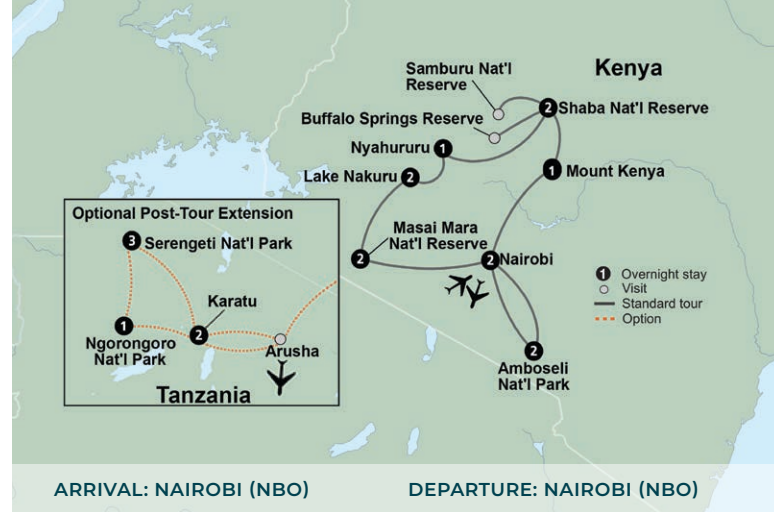 Kenya
Samburu Nat'l
Reserve
2
Shaba Nat'l Reserve
Buffalo Springs Reserve
Nyahururu
1
Lake Nakuru
2
1
Mount Kenya
Masai Mara
Nat'l Reserve
2
2
Nairobi
2
Amboseli
Nat'l Park
1 Overnight stay
Visit
Standard tour
Option
Optional Post-Tour Extension
3
Serengeti Nat'l Park
Karatu
1
2
Ngorongoro
Nat'l Park
Arusha
Tanzania
ARRIVAL: NAIROBI (NBO)
DEPARTURE: NAIROBI (NBO)